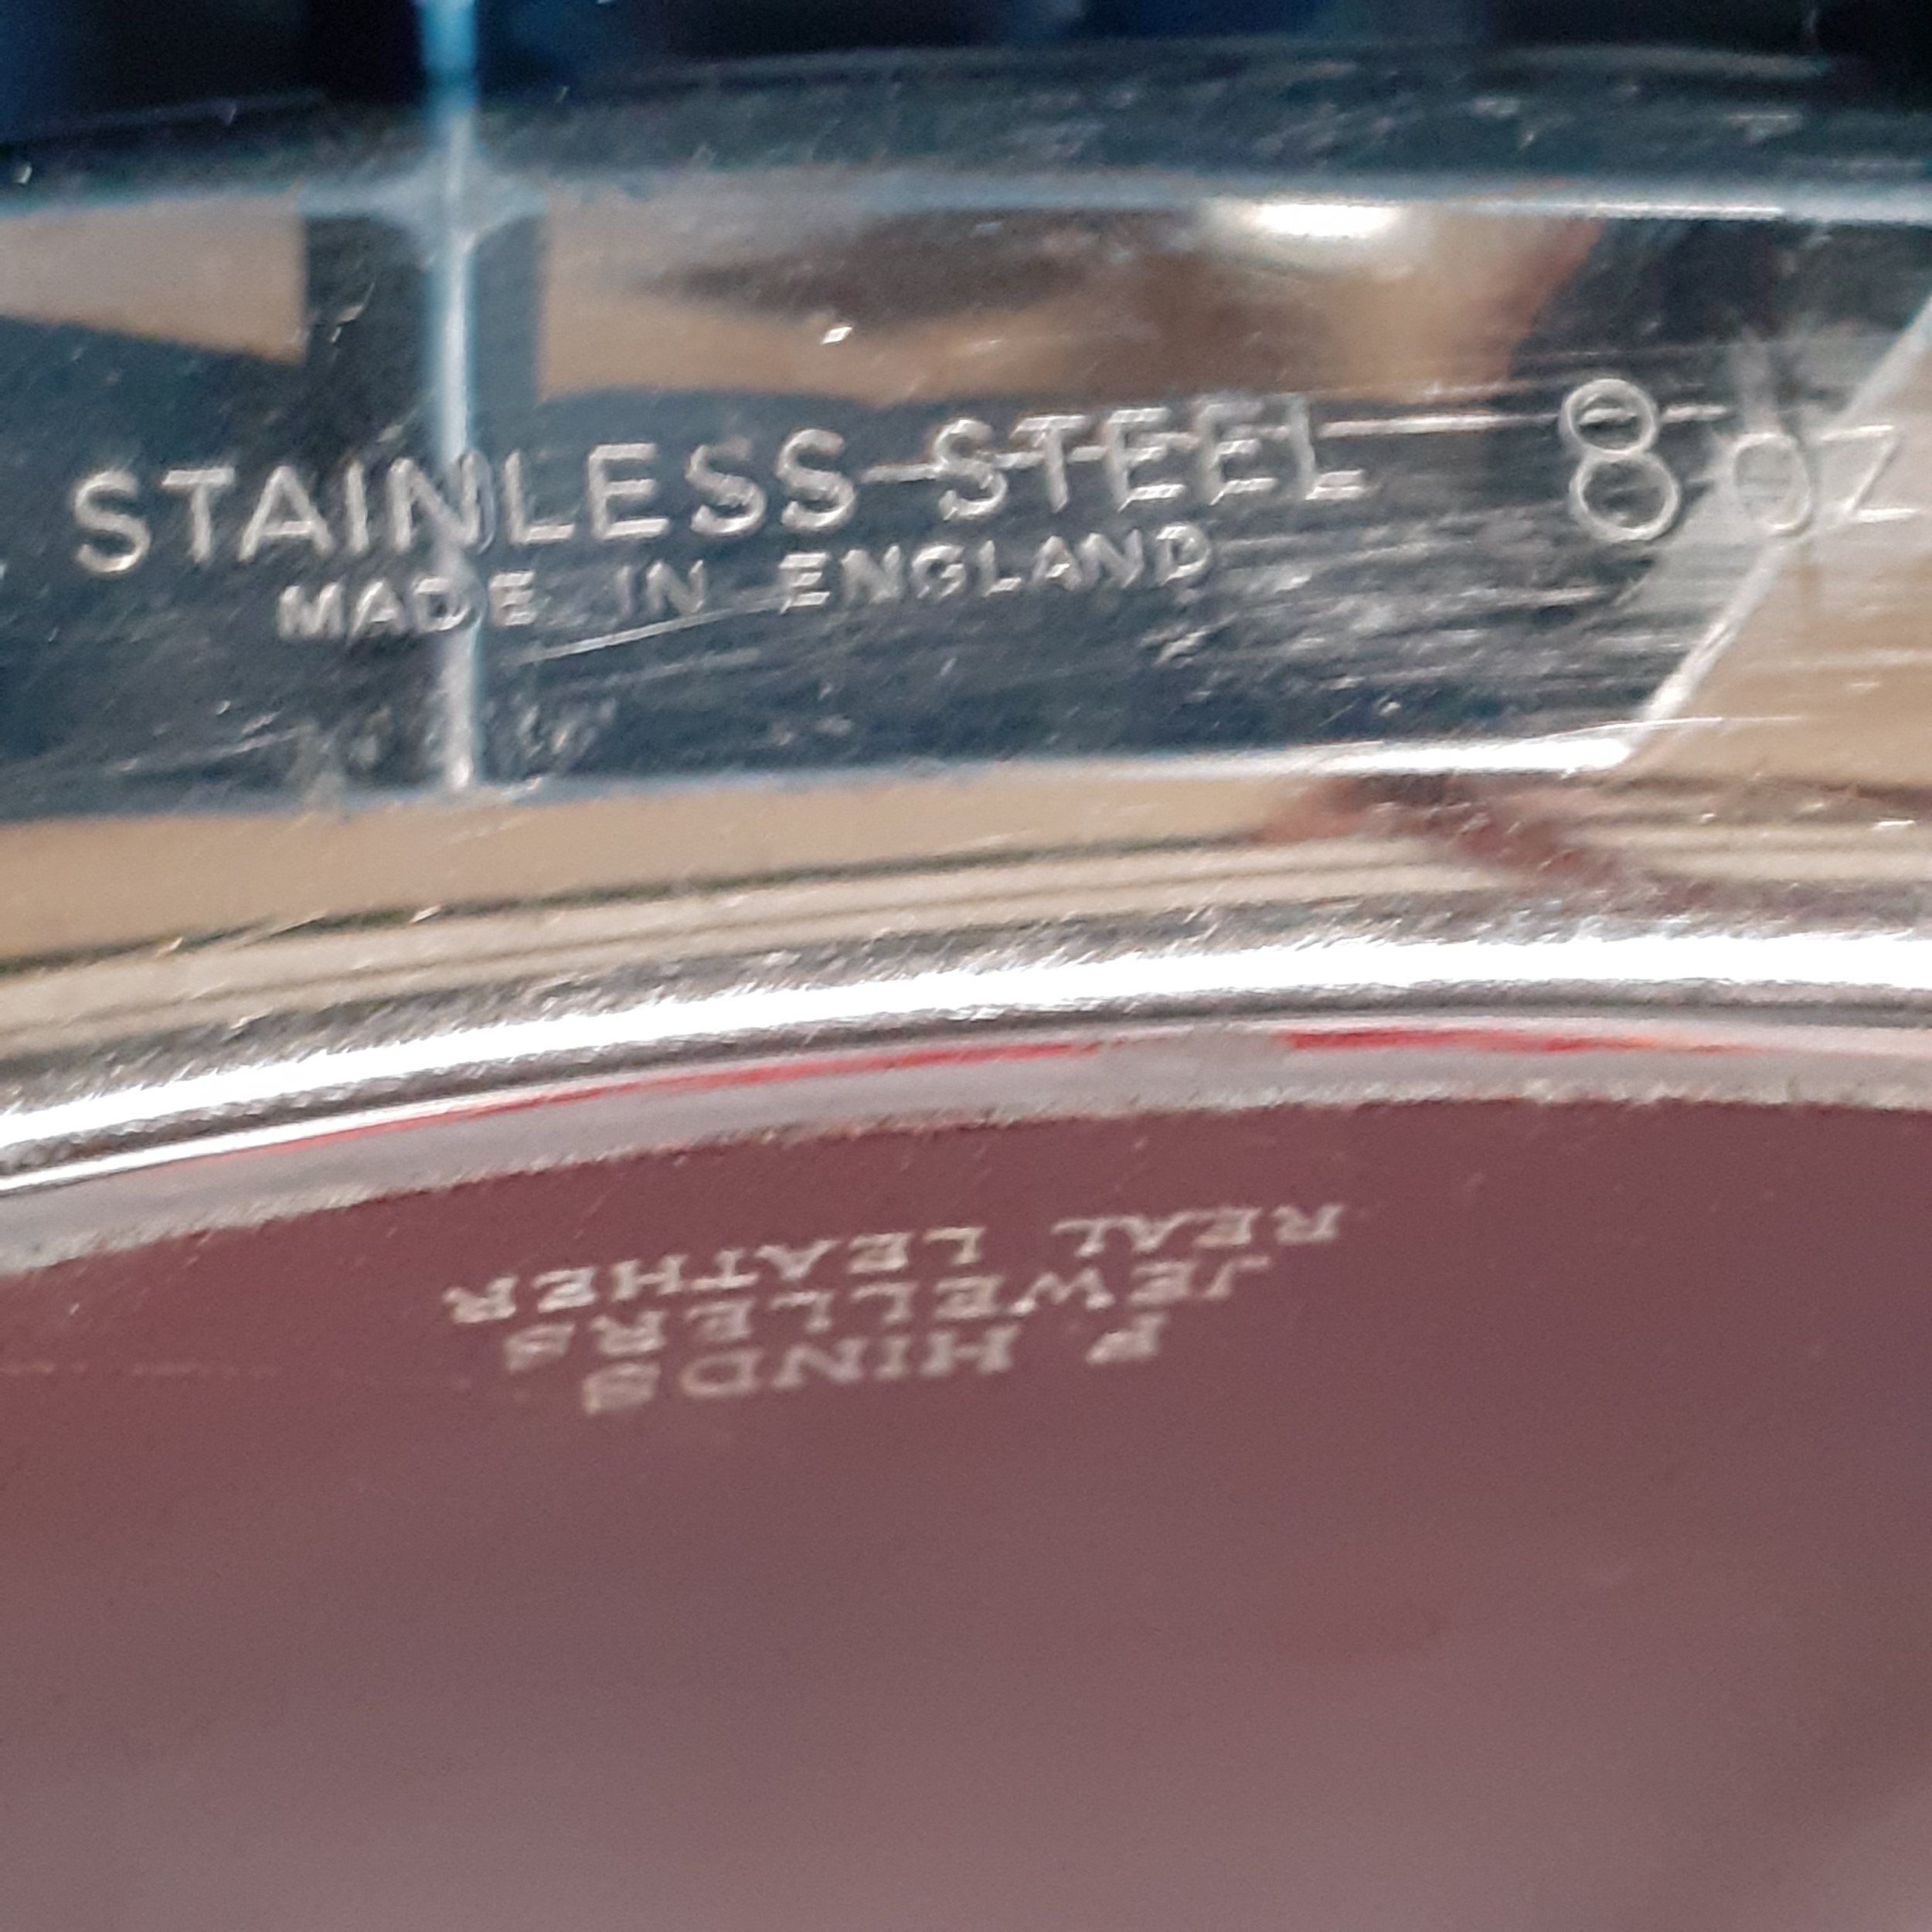 STAINLESS STEEL 8 oz
MADE IN ENGLAND
F HINDS
JEWELLERS
REAL LEATHER